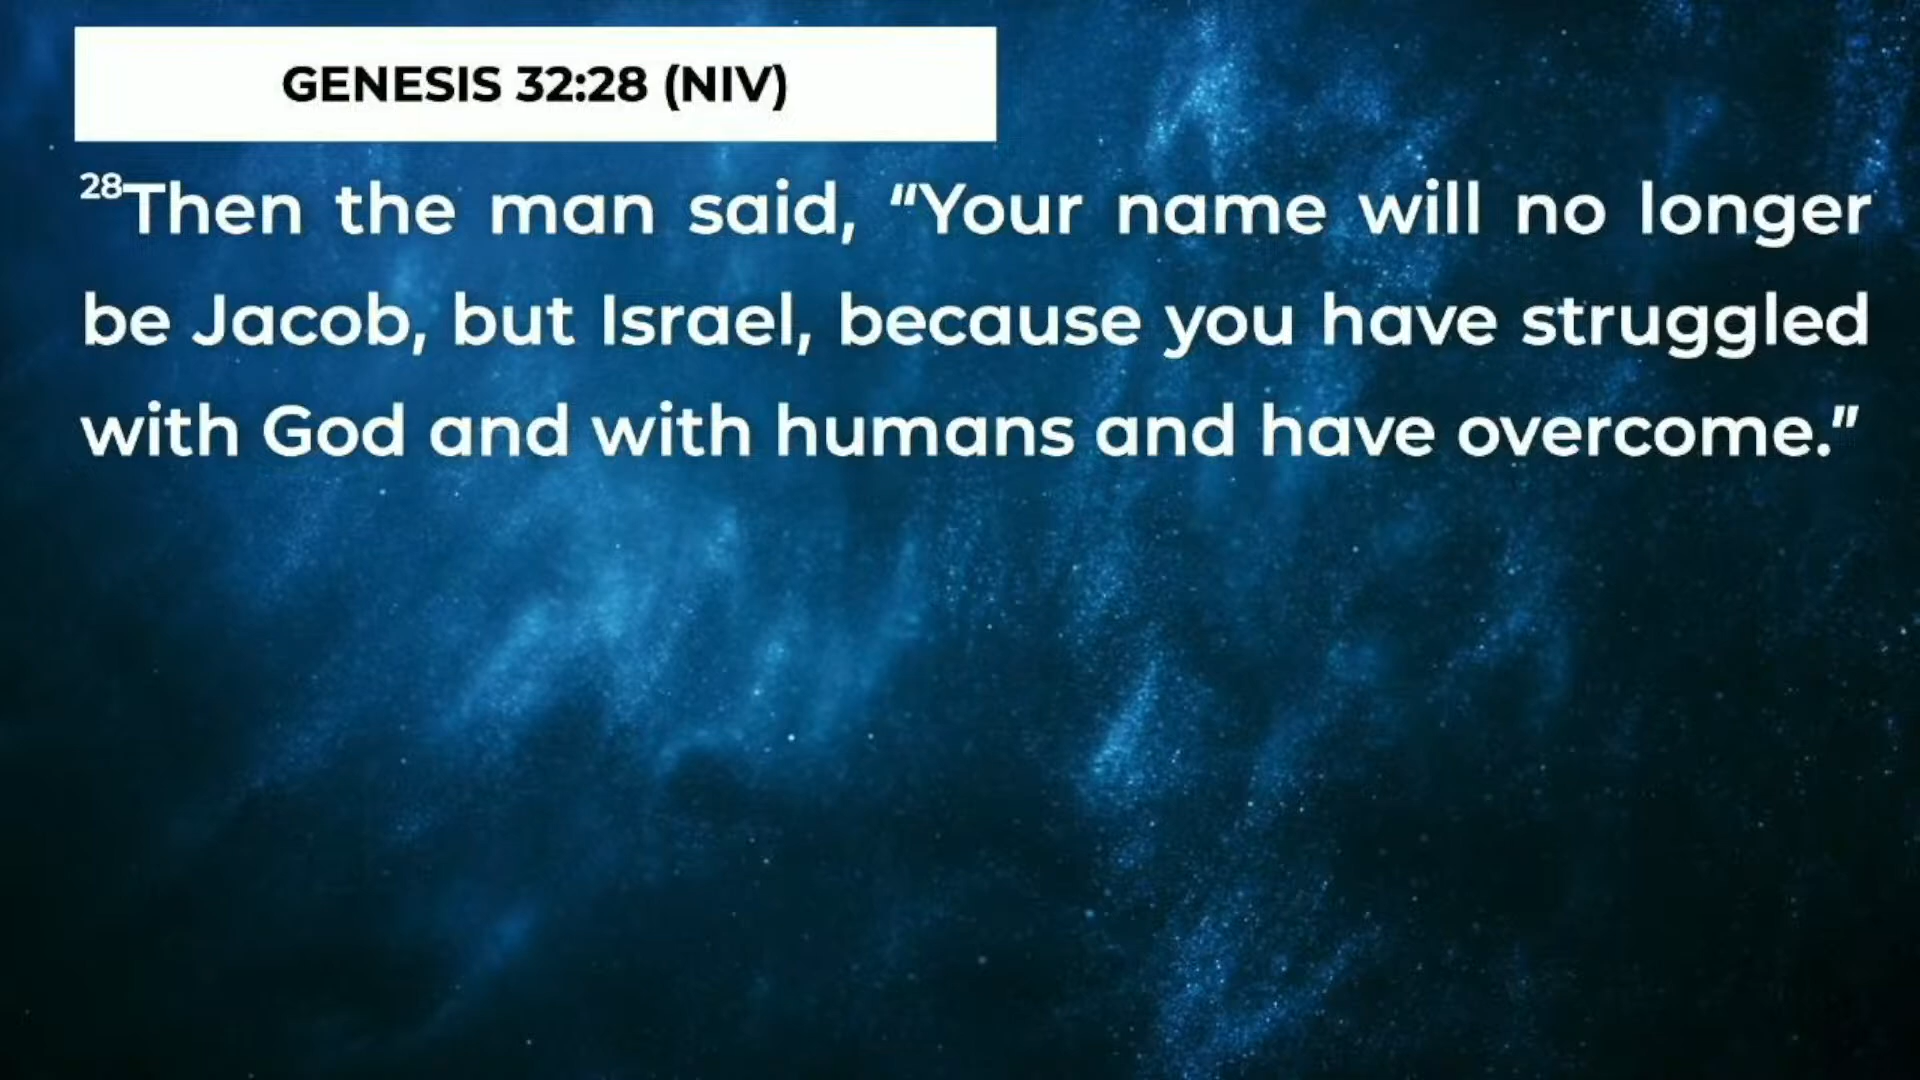 GENESIS 32:28 (NIV)
28Then the man said, "Your name will no longer
be Jacob, but Israel, because you have struggled
with God and with humans and have overcome."